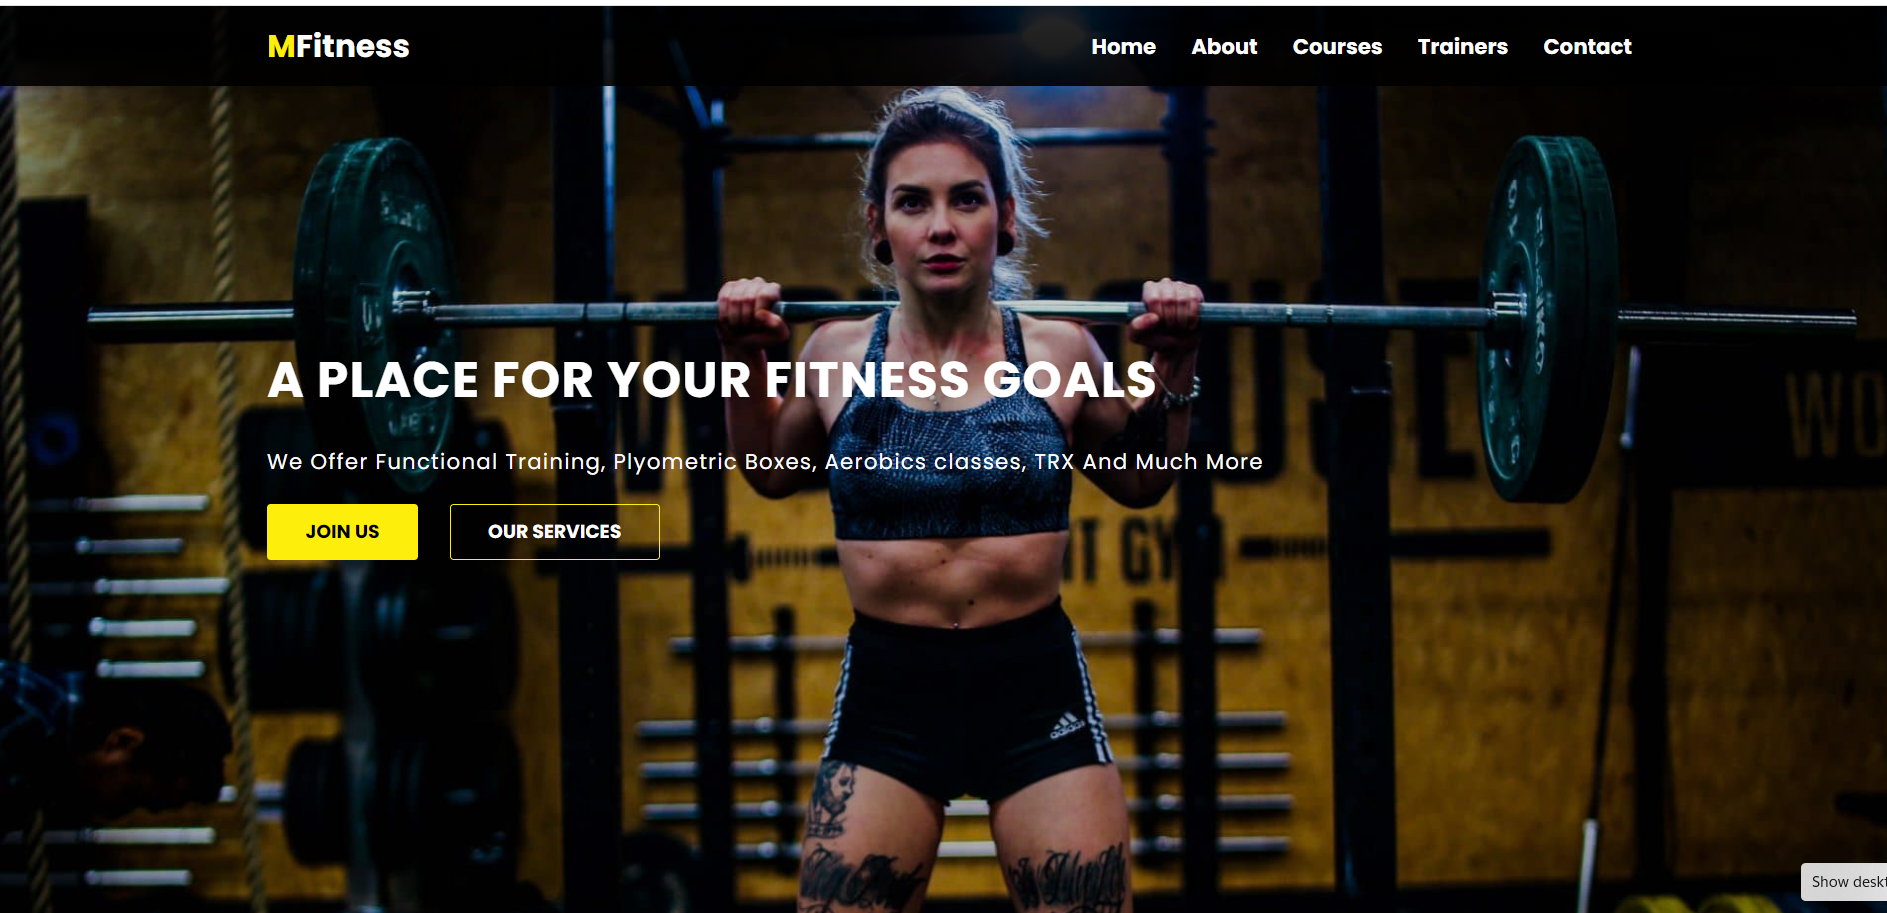 MFitness
Home About Courses Trainers Contact
A PLACE FOR YOUR FITNESS GOALS
We Offer Functional Training, Plyometric Boxes, Aerobics classes, TRX And Much More
JOIN US
OUR SERVICES
adidas
Show deskt